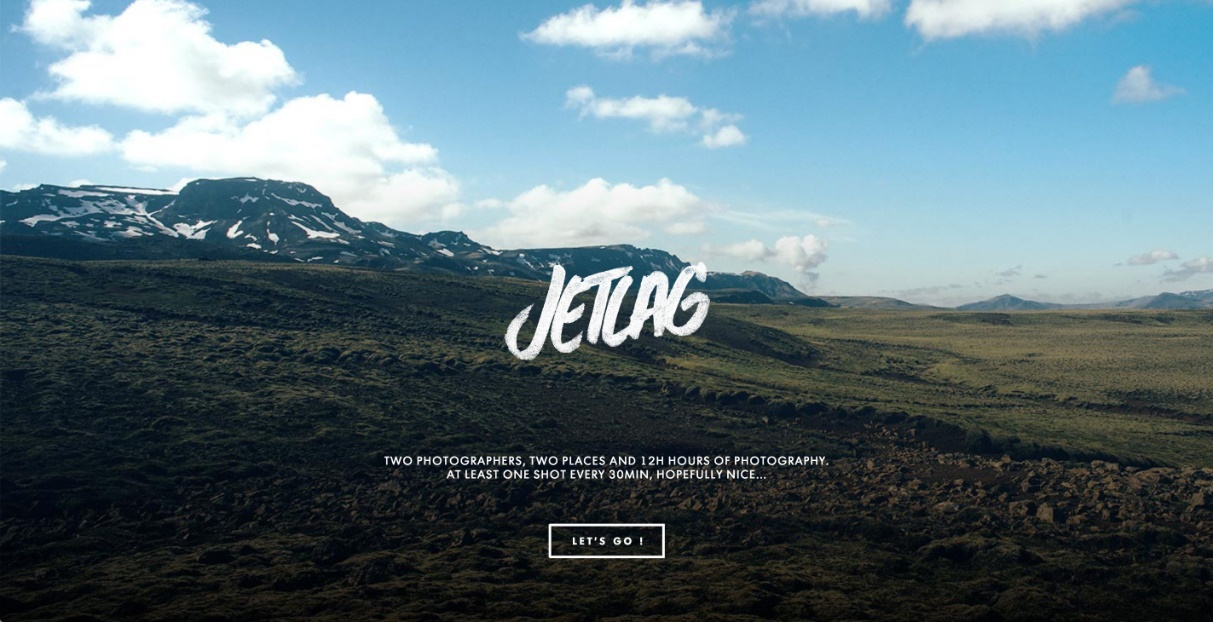 JETLAG
TWO PHOTOGRAPHERS, TWO PLACES AND 12H HOURS OF PHOTOGRAPHY.
AT LEAST ONE SHOT EVERY 30MIN, HOPEFULLY NICE...
LET'S GO !